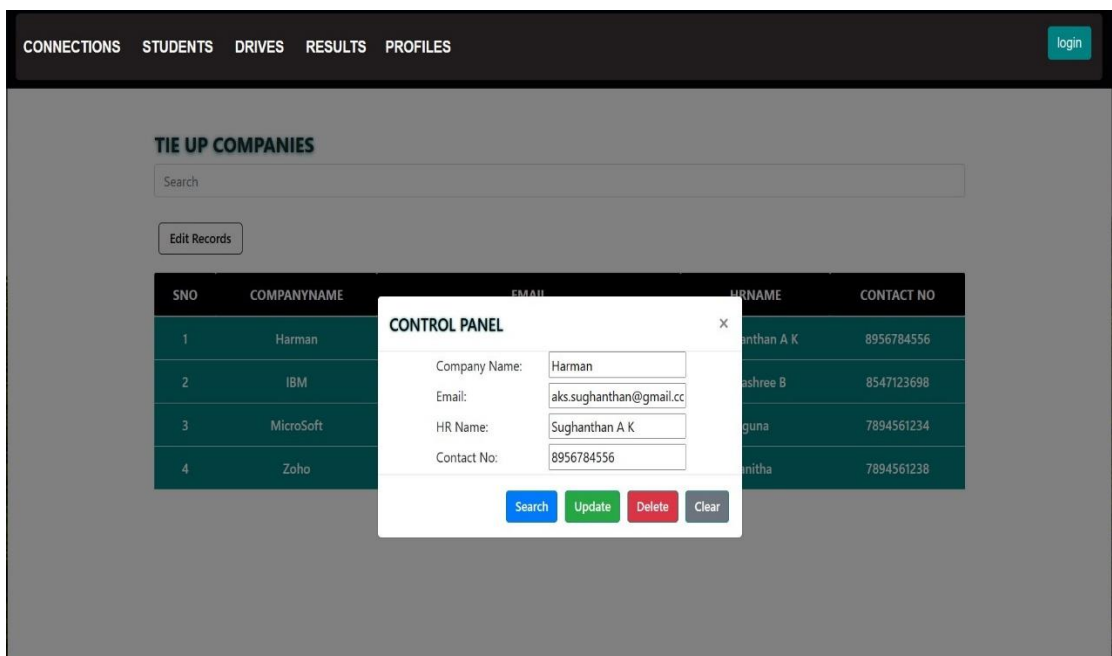 CONNECTIONS STUDENTS DRIVES RESULTS PROFILES login
TIE UP COMPANIES
Search
Edit Records
SNO COMPANYNAME EMAIL HRNAME CONTACT NO
1 Harman anthan A K 8956784556
2 IBM ashree B 8547123698
3 MicroSoft guna 7894561234
4 Zoho anitha 7894561238
CONTROL PANEL ×
Company Name: Harman
Email: aks.sughanthan@gmail.cc
HR Name: Sughanthan A K
Contact No: 8956784556
Search Update Delete Clear